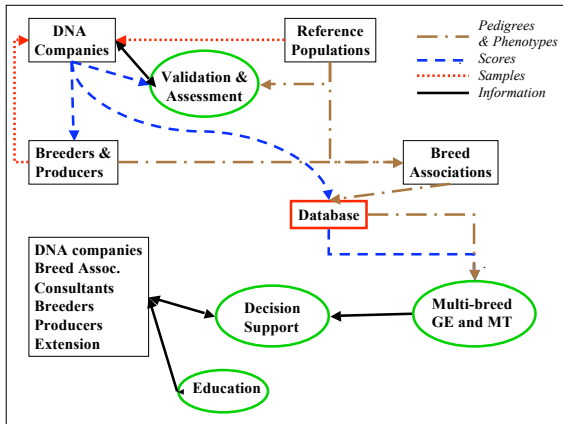 DNA
Companies
Reference
Populations
Pedigrees
& Phenotypes
Scores
Samples
Information
Validation &
Assessment
Breeders &
Producers
Breed
Associations
Database
DNA companies
Breed Assoc.
Consultants
Breeders
Producers
Extension
Decision
Support
Multi-breed
GE and MT
Education